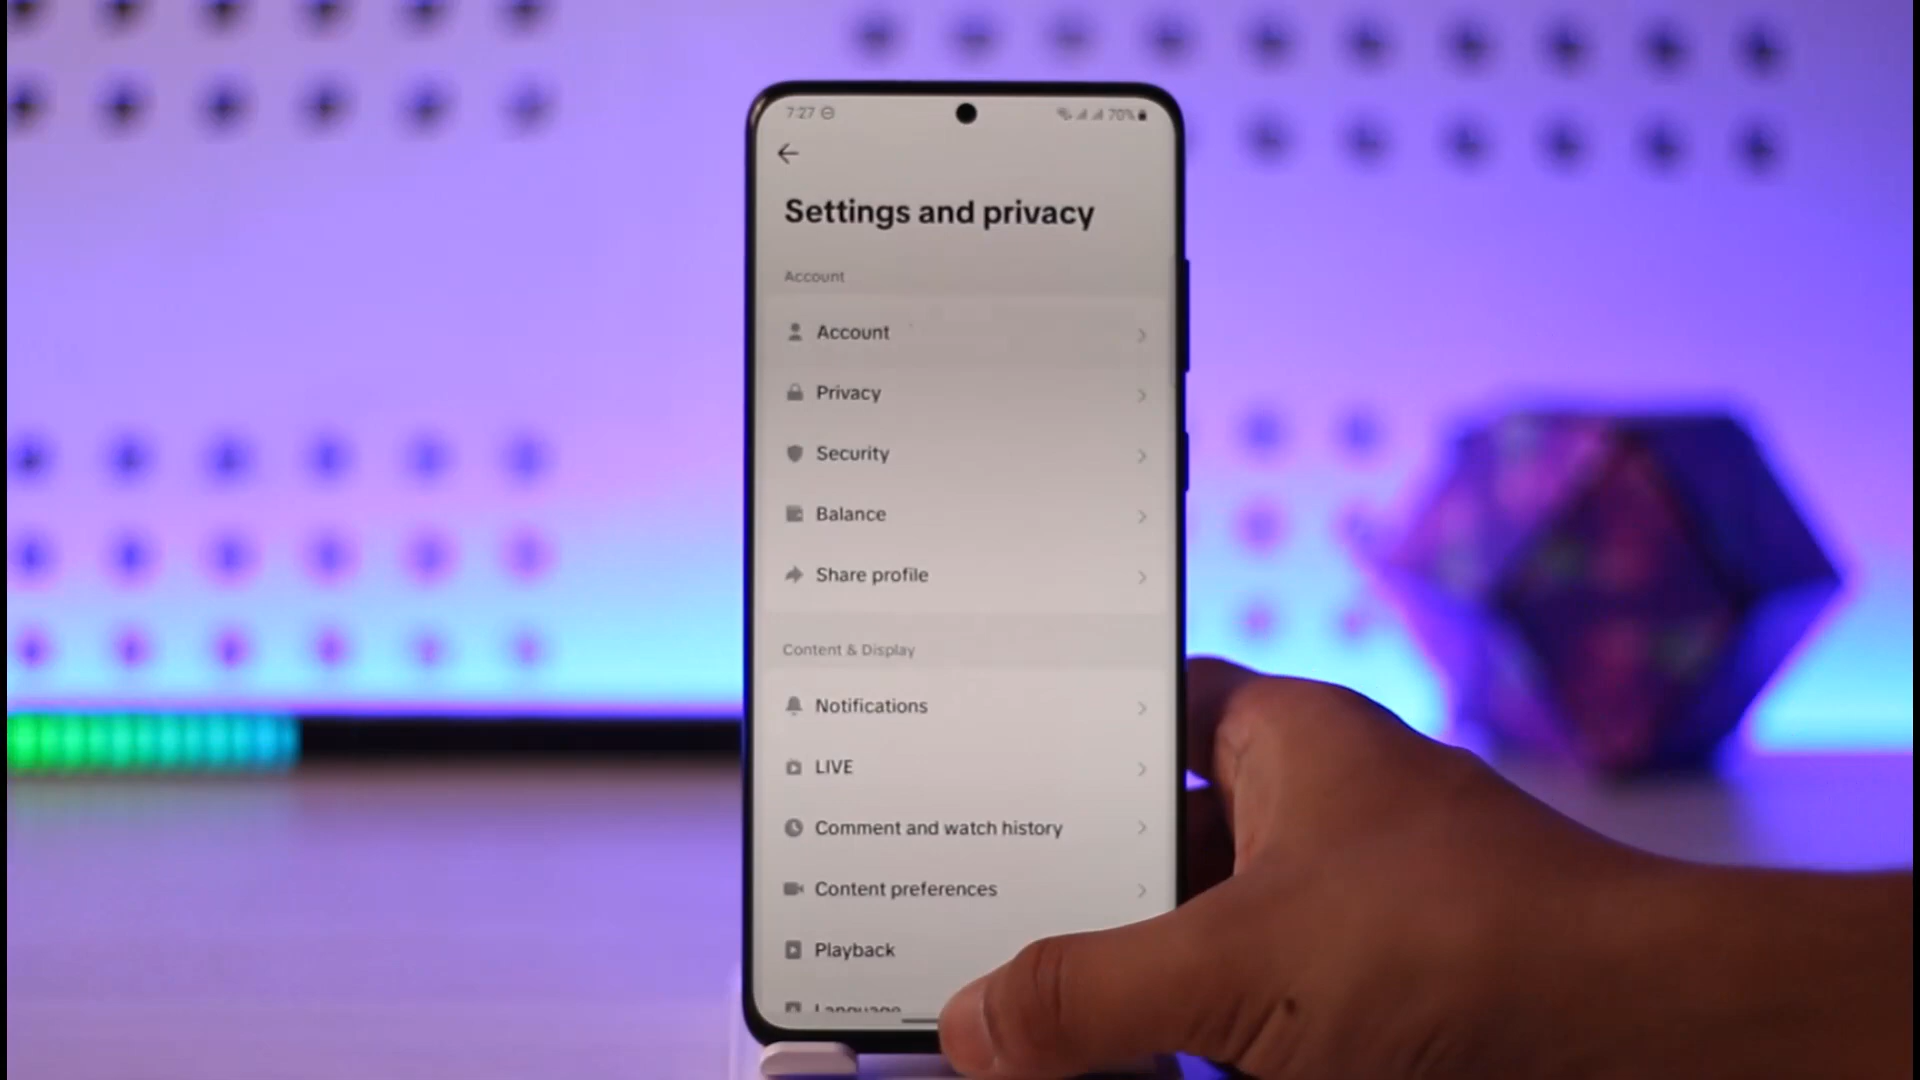 7:27
70%
Settings and privacy
Account
Account
Privacy
Security
Balance
Share profile
Content & Display
Notifications
LIVE
Comment and watch history
Content preferences
Playback
Language